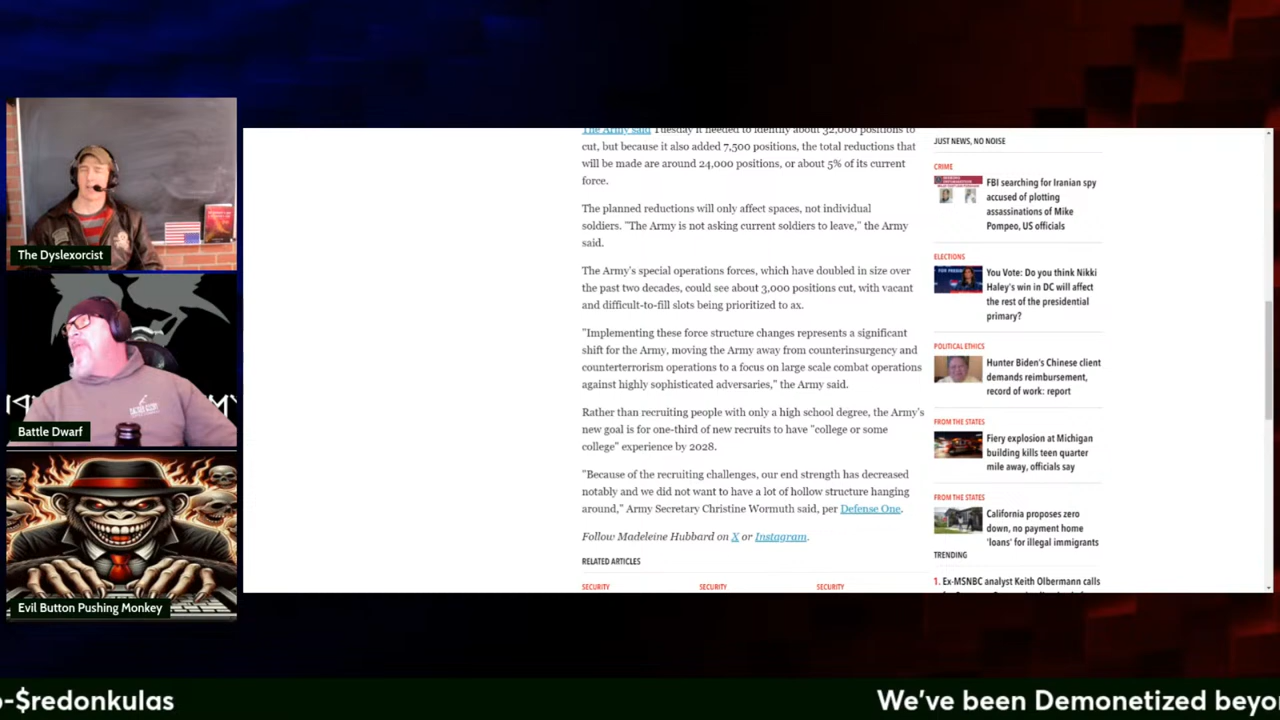 The Dyslexorcist
Battle Dwarf
Evil Button Pushing Monkey
The Army said Tuesday it needed to identify about 32,000 positions to
cut, but because it also added 7,500 positions, the total reductions that
will be made are around 24,000 positions, or about 5% of its current
force.
The planned reductions will only affect spaces, not individual
soldiers. "The Army is not asking current soldiers to leave," the Army
said.
The Army's special operations forces, which have doubled in size over
the past two decades, could see about 3,000 positions cut, with vacant
and difficult-to-fill slots being prioritized to ax.
"Implementing these force structure changes represents a significant
shift for the Army, moving the Army away from counterinsurgency and
counterterrorism operations to a focus on large scale combat operations
against highly sophisticated adversaries," the Army said.
Rather than recruiting people with only a high school degree, the Army's
new goal is for one-third of new recruits to have "college or some
college" experience by 2028.
"Because of the recruiting challenges, our end strength has decreased
notably and we did not want to have a lot of hollow structure hanging
around," Army Secretary Christine Wormuth said, per Defense One.
Follow Madeleine Hubbard on X or Instagram.
RELATED ARTICLES
SECURITY
SECURITY
SECURITY
JUST NEWS, NO NOISE
CRIME
FBI searching for Iranian spy
accused of plotting
assassinations of Mike
Pompeo, US officials
ELECTIONS
You Vote: Do you think Nikki
Haley's win in DC will affect
the rest of the presidential
primary?
POLITICAL ETHICS
Hunter Biden's Chinese client
demands reimbursement,
record of work: report
FROM THE STATES
Fiery explosion at Michigan
building kills teen quarter
mile away, officials say
FROM THE STATES
California proposes zero
down, no payment home
'loans' for illegal immigrants
TRENDING
1. Ex-MSNBC analyst Keith Olbermann calls
o-$redonkulas
We've been Demonetized beyo